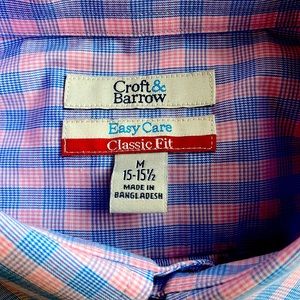 Croft&
Barrow
Easy Care
Classic Fit
M
15-15½
MADE IN
BANGLADESH